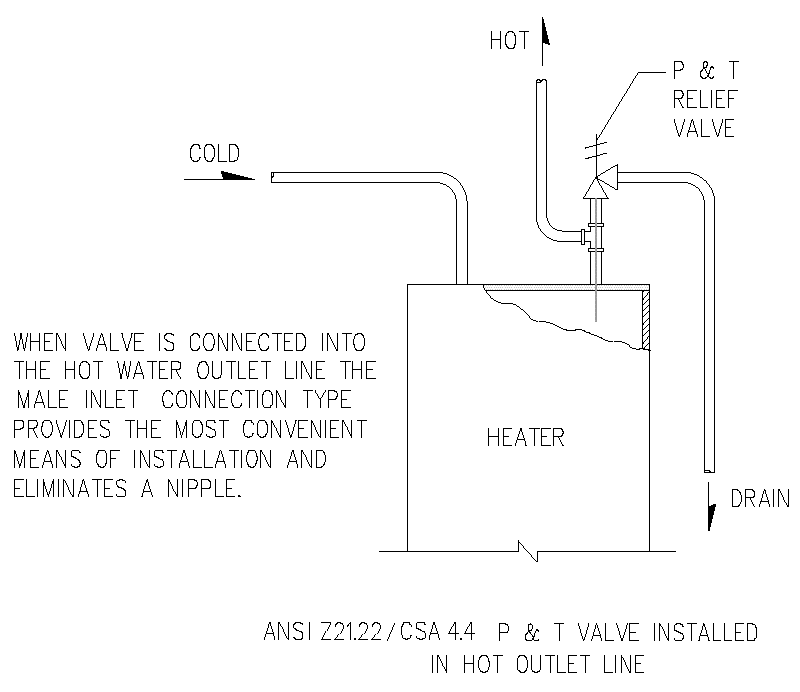 HOT
P & T
RELIEF
VALVE
COLD
WHEN VALVE IS CONNECTED INTO
THE HOT WATER OUTLET LINE THE
MALE INLET CONNECTION TYPE
PROVIDES THE MOST CONVENIENT
MEANS OF INSTALLATION AND
ELIMINATES A NIPPLE.
HEATER
DRAIN
ANSI Z21.22/CSA 4.4 P & T VALVE INSTALLED
IN HOT OUTLET LINE